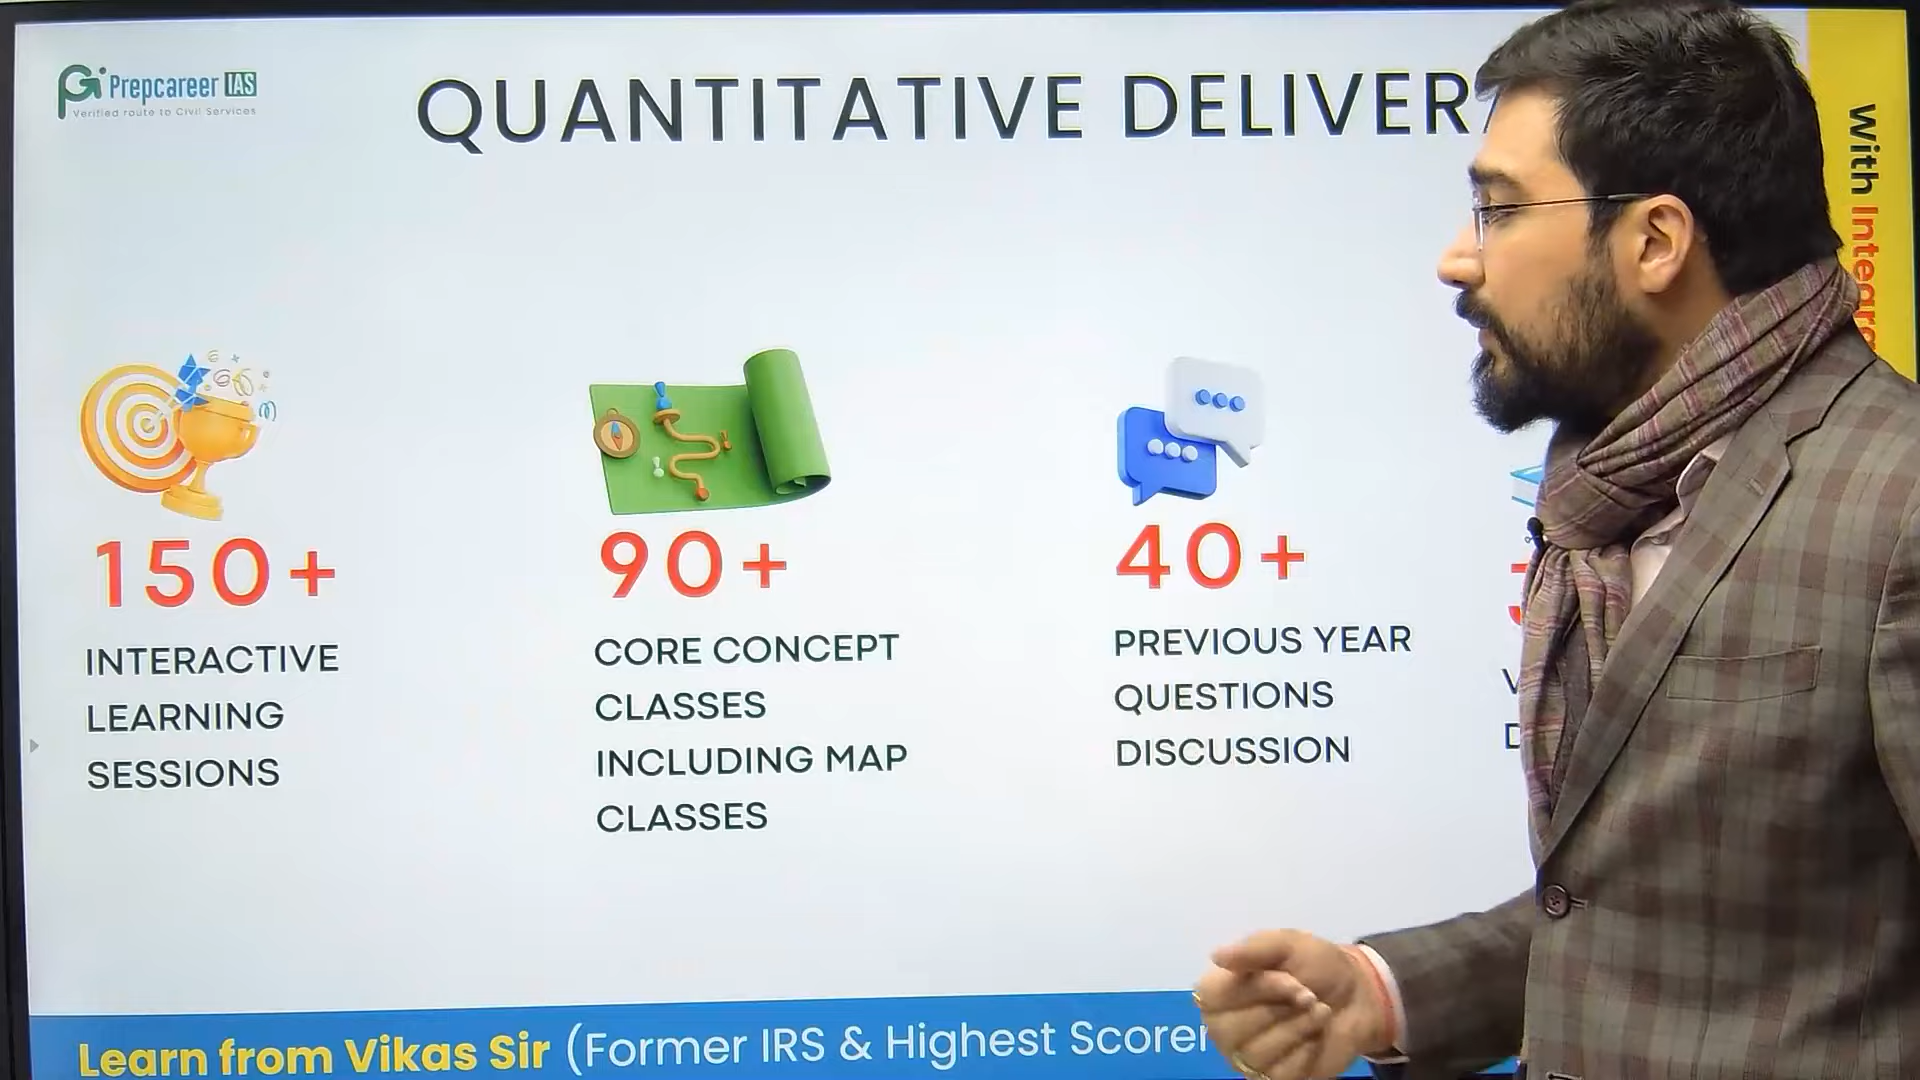 Prepcareer IAS
Verified route to Civil Services
QUANTITATIVE
With
150+
INTERACTIVE
LEARNING
SESSIONS
90+
CORE CONCEPT
CLASSES
INCLUDING MAP
CLASSES
40+
PREVIOUS YEAR
QUESTIONS
DISCUSSION
Learn from Vikas Sir (Former IRS & Highest Scorer